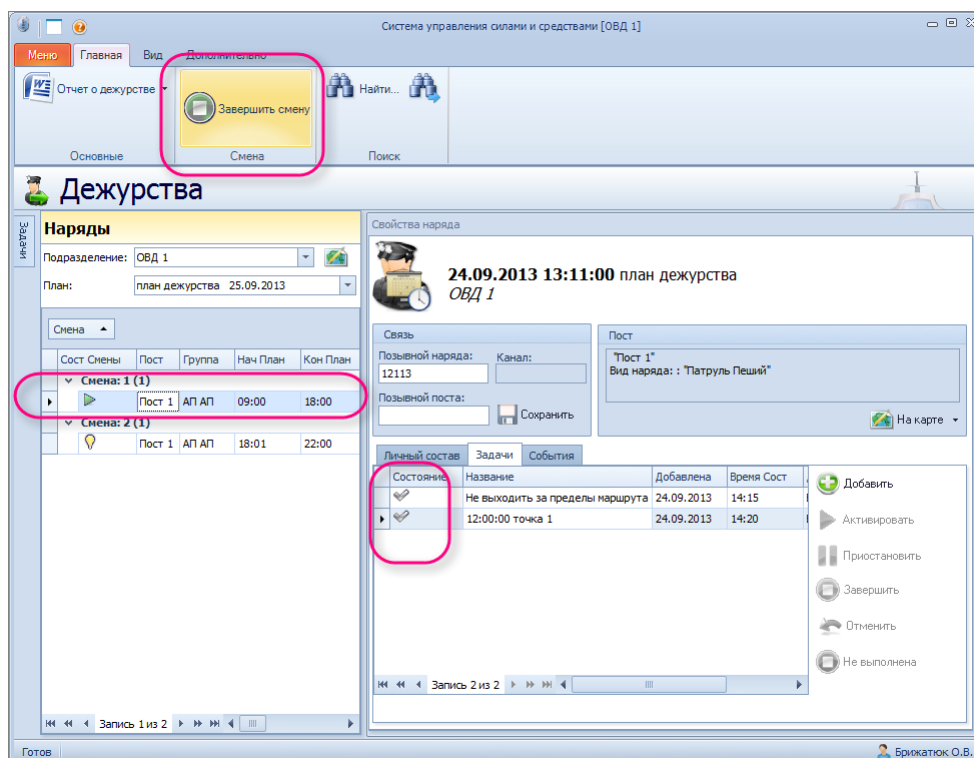 Система управления силами и средствами [ОВД 1]
Меню Главная Вид Дополнительно
Отчет о дежурстве
Завершить смену
Найти...
Основные Смена Поиск
Дежурства
Задачи
Наряды
Подразделение: ОВД 1
План: план дежурства 25.09.2013
Смена
Сост Смены Пост Группа Нач План Кон План
Смена: 1 (1)
Пост 1 АП АП 09:00 18:00
Смена: 2 (1)
Пост 1 АП АП 18:01 22:00
Запись 1 из 2
Свойства наряда
24.09.2013 13:11:00 план дежурства
ОВД 1
Связь
Позывной наряда: Канал:
12113
Позывной поста:
Сохранить
Пост
"Пост 1"
Вид наряда: : "Патруль Пеший"
На карте
Личный состав Задачи События
Состояние Название Добавлена Время Сост
Не выходить за пределы маршрута 24.09.2013 14:15
12:00:00 точка 1 24.09.2013 14:20
Запись 2 из 2
Добавить
Активировать
Приостановить
Завершить
Отменить
Не выполнена
Готов
Брижатюк О.В.